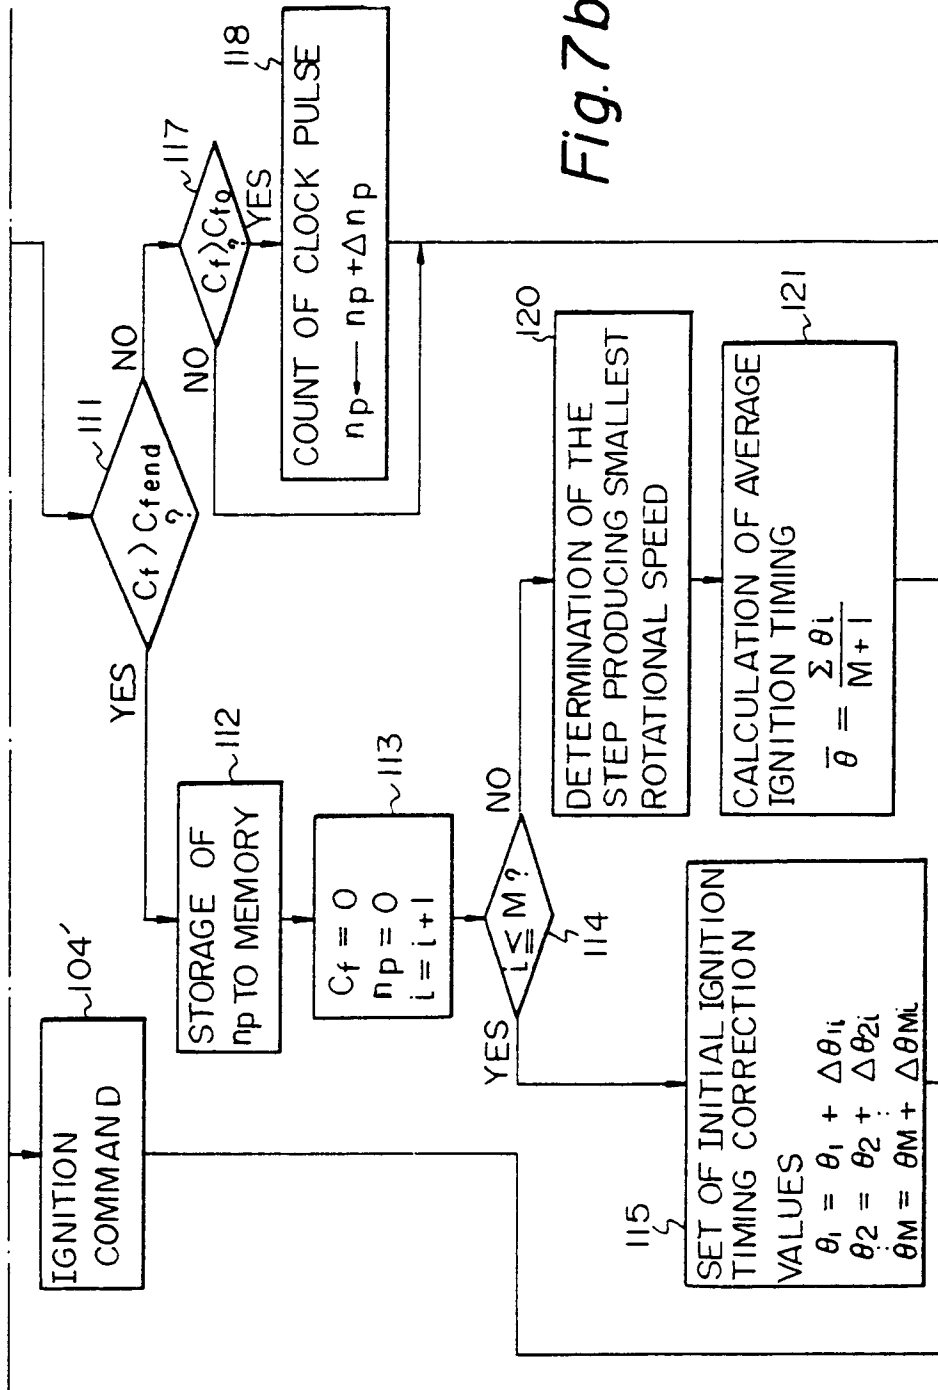 104'
IGNITION
COMMAND
111
Cf > Cfend
?
YES
NO
117
Cf > Cfo
?
NO
YES
118
COUNT OF CLOCK PULSE
np ← np + Δnp
112
STORAGE OF
np TO MEMORY
113
Cf = 0
np = 0
i = i + 1
114
i ≦ M ?
YES
NO
115
SET OF INITIAL IGNITION
TIMING CORRECTION
VALUES
θ1 = θ1 + Δθ1i
θ2 = θ2 + Δθ2i
⋮ ⋮
θM = θM + ΔθMi
120
DETERMINATION OF THE
STEP PRODUCING SMALLEST
ROTATIONAL SPEED
121
CALCULATION OF AVERAGE
IGNITION TIMING
θ̅ = Σθi / M + 1
Fig. 7b